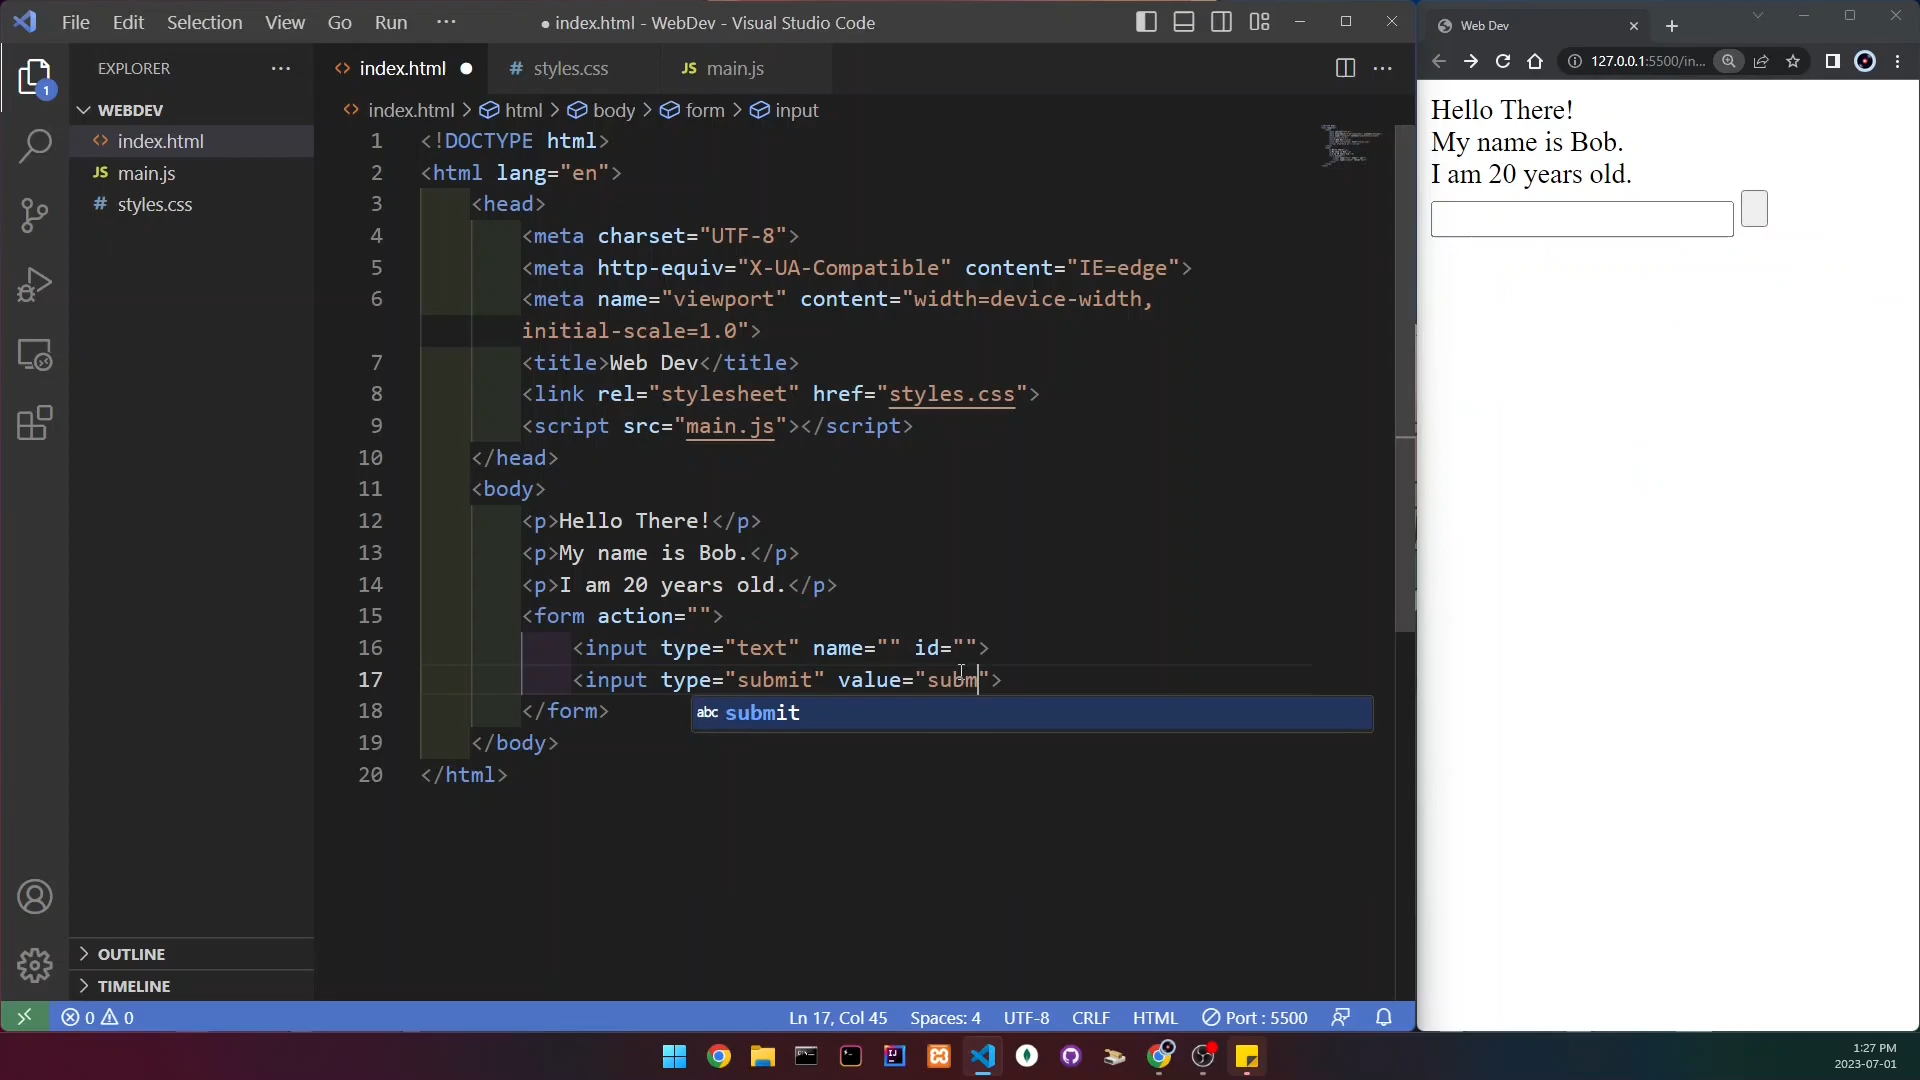 File Edit Selection View Go Run ··· ● index.html - WebDev - Visual Studio Code
EXPLORER ···
1
WEBDEV
<> index.html
JS main.js
# styles.css
OUTLINE
TIMELINE
<> index.html ● # styles.css JS main.js ···
<> index.html > html > body > form > input
1 <!DOCTYPE html>
2 <html lang="en">
3 <head>
4 <meta charset="UTF-8">
5 <meta http-equiv="X-UA-Compatible" content="IE=edge">
6 <meta name="viewport" content="width=device-width,
initial-scale=1.0">
7 <title>Web Dev</title>
8 <link rel="stylesheet" href="styles.css">
9 <script src="main.js"></script>
10 </head>
11 <body>
12 <p>Hello There!</p>
13 <p>My name is Bob.</p>
14 <p>I am 20 years old.</p>
15 <form action="">
16 <input type="text" name="" id="">
17 <input type="submit" value="subm">
abc submit
18 </form>
19 </body>
20 </html>
0 0 Ln 17, Col 45 Spaces: 4 UTF-8 CRLF HTML Port : 5500
Web Dev
127.0.0.1:5500/in...
Hello There!
My name is Bob.
I am 20 years old.
1:27 PM
2023-07-01